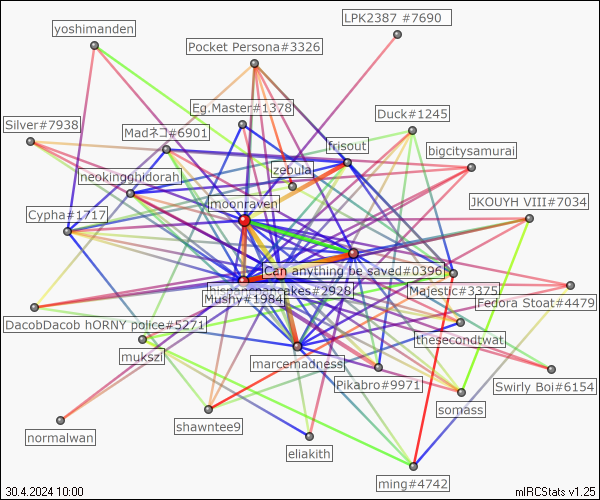 LPK2387 #7690
yoshimanden
Pocket Persona#3326
Eg.Master#1378
Duck#1245
Silver#7938
Madネコ#6901
frisout
bigcitysamurai
zebula
neokingghidorah
moonraven
JKOUYH VIII#7034
Cypha#1717
Can anything be saved#0396
hispanicpancakes#2928
Majestic#3375
Mushy#1984
Fedora Stoat#4479
DacobDacob hORNY police#5271
thesecondtwat
mukszi
marcemadness
Pikabro#9971
Swirly Boi#6154
somass
shawntee9
normalwan
eliakith
ming#4742
30.4.2024 10:00
mIRCStats v1.25